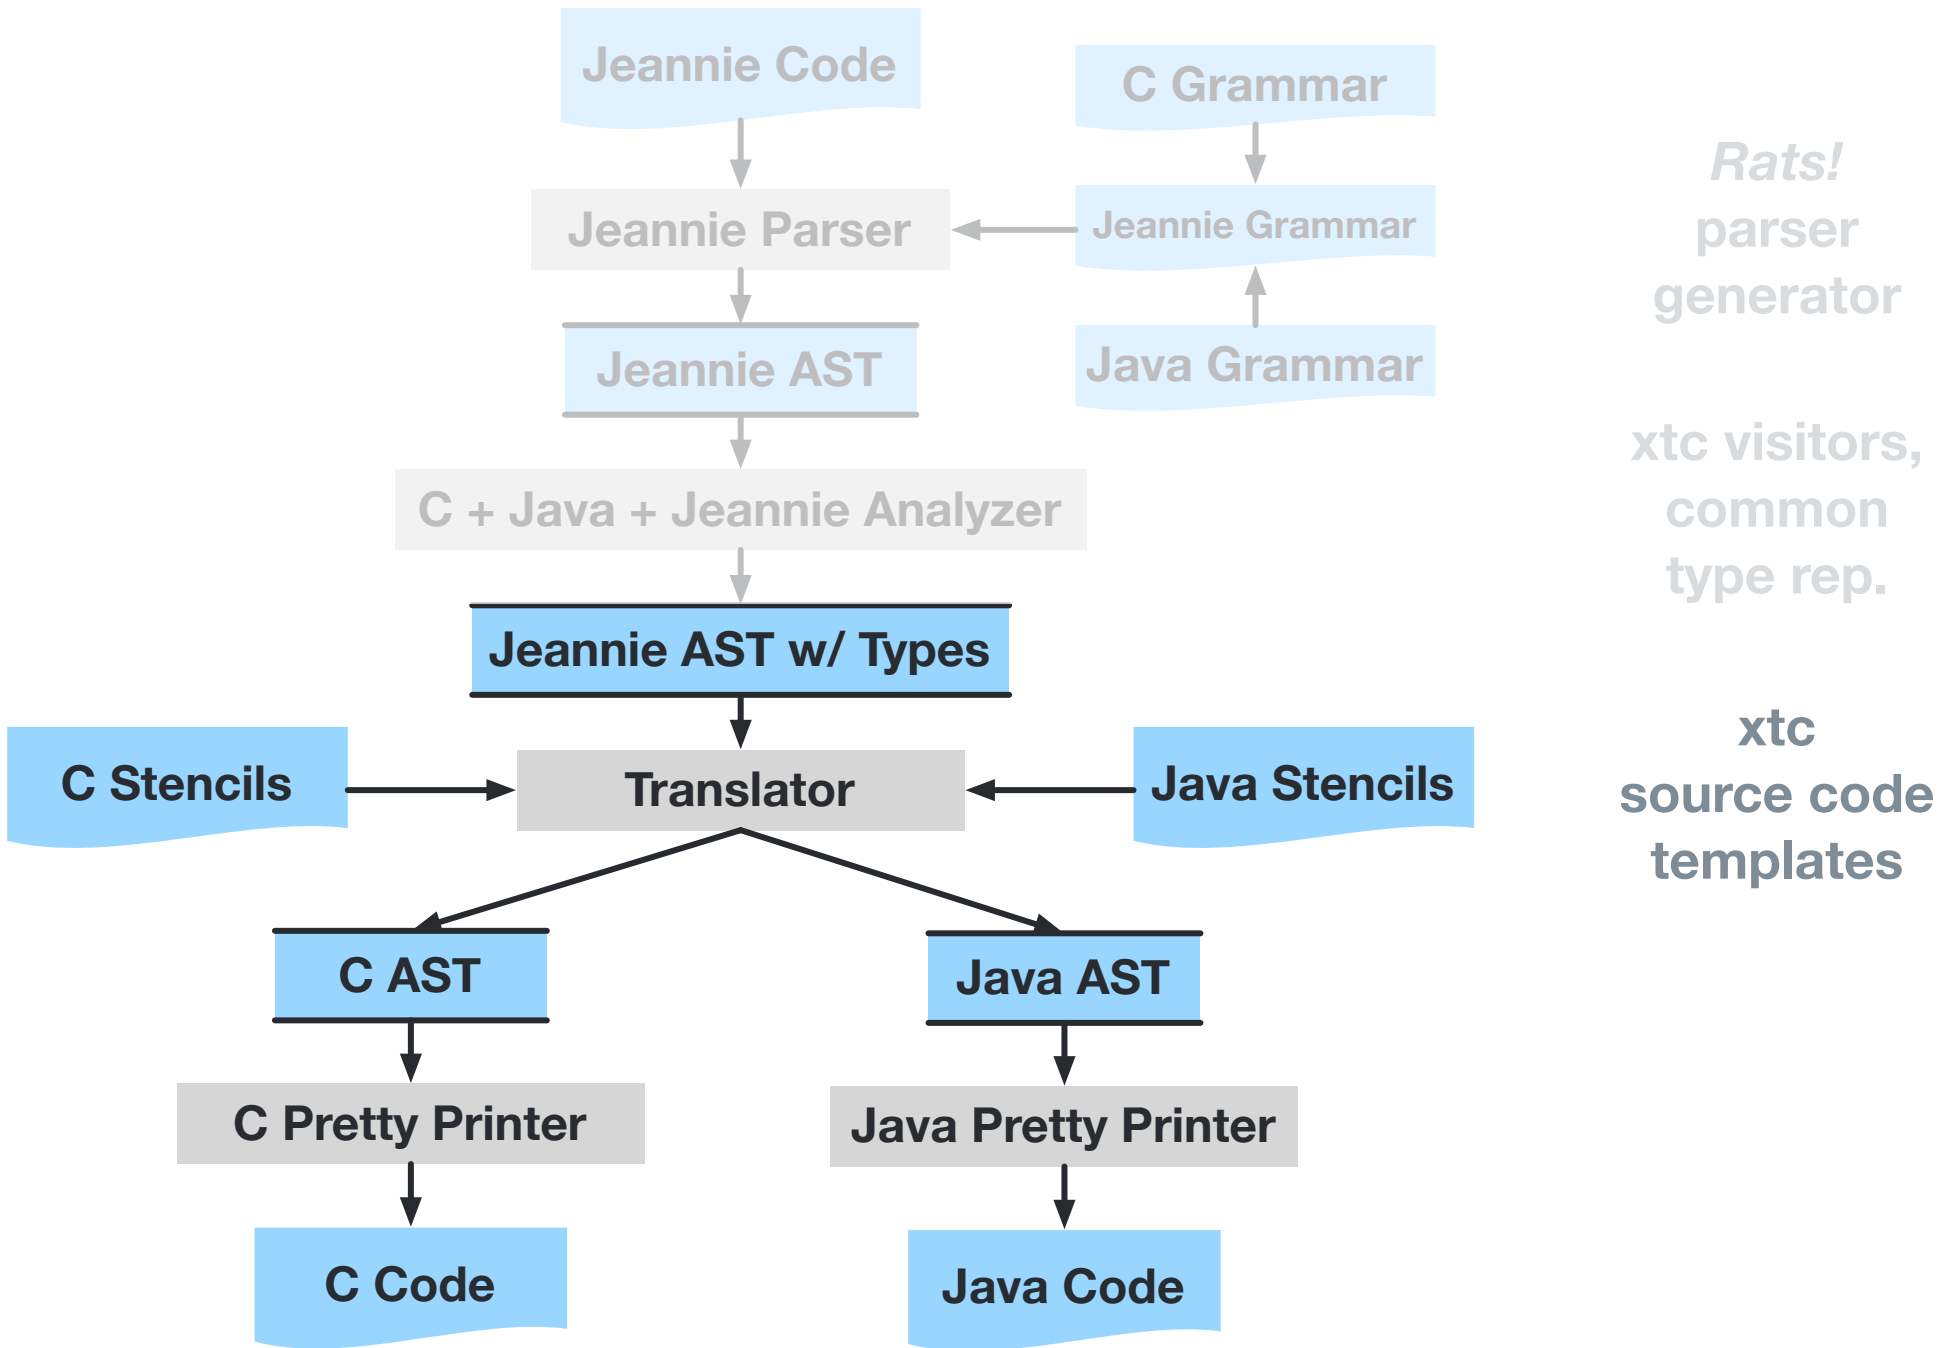 Jeannie Code
C Grammar
Rats!
parser
generator
Jeannie Parser
Jeannie Grammar
Jeannie AST
Java Grammar
xtc visitors,
common
type rep.
C + Java + Jeannie Analyzer
Jeannie AST w/ Types
xtc
source code
templates
C Stencils
Translator
Java Stencils
C AST
Java AST
C Pretty Printer
Java Pretty Printer
C Code
Java Code